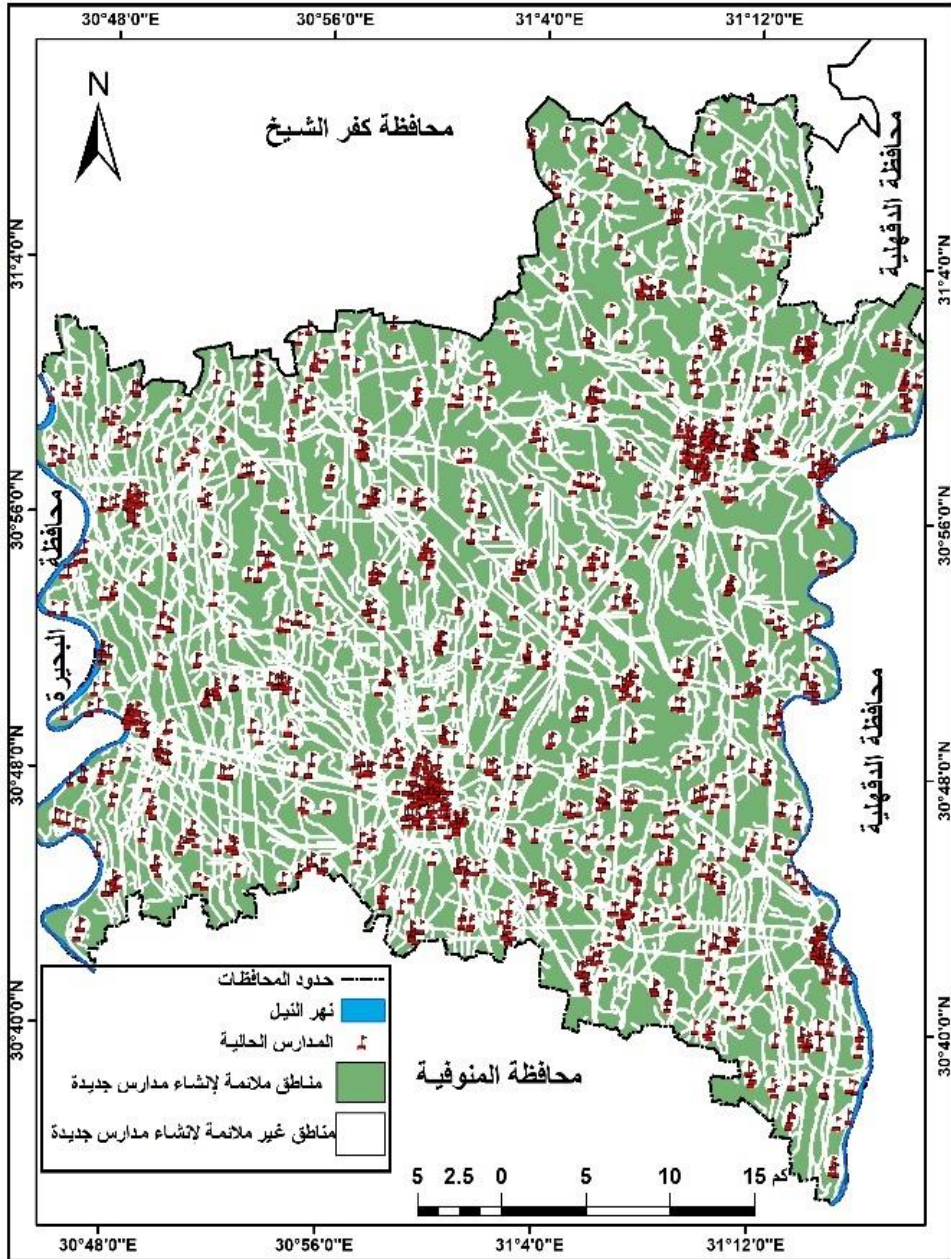 30°48'0"E 30°56'0"E 31°4'0"E 31°12'0"E
N
محافظة كفر الشيخ
محافظة الدقهلية
31°4'0"N
31°4'0"N
30°56'0"N
30°56'0"N
محافظة
البحيرة
محافظة الدقهلية
30°48'0"N
30°48'0"N
30°40'0"N
30°40'0"N
حدود المحافظات
نهر النيل
المدارس الحالية
مناطق ملائمة لإنشاء مدارس جديدة
مناطق غير ملائمة لإنشاء مدارس جديدة
محافظة المنوفية
5 2.5 0 5 10 15 كم
30°48'0"E 30°56'0"E 31°4'0"E 31°12'0"E